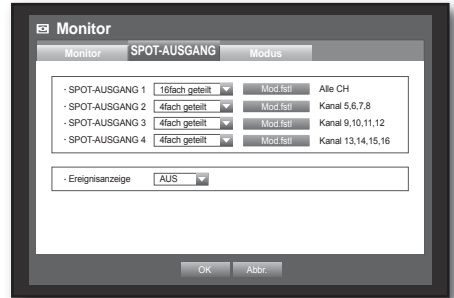 Monitor
Monitor SPOT-AUSGANG Modus
· SPOT-AUSGANG 1 16fach geteilt Mod.fstl Alle CH
· SPOT-AUSGANG 2 4fach geteilt Mod.fstl Kanal 5,6,7,8
· SPOT-AUSGANG 3 4fach geteilt Mod.fstl Kanal 9,10,11,12
· SPOT-AUSGANG 4 4fach geteilt Mod.fstl Kanal 13,14,15,16
· Ereignisanzeige AUS
OK Abbr.